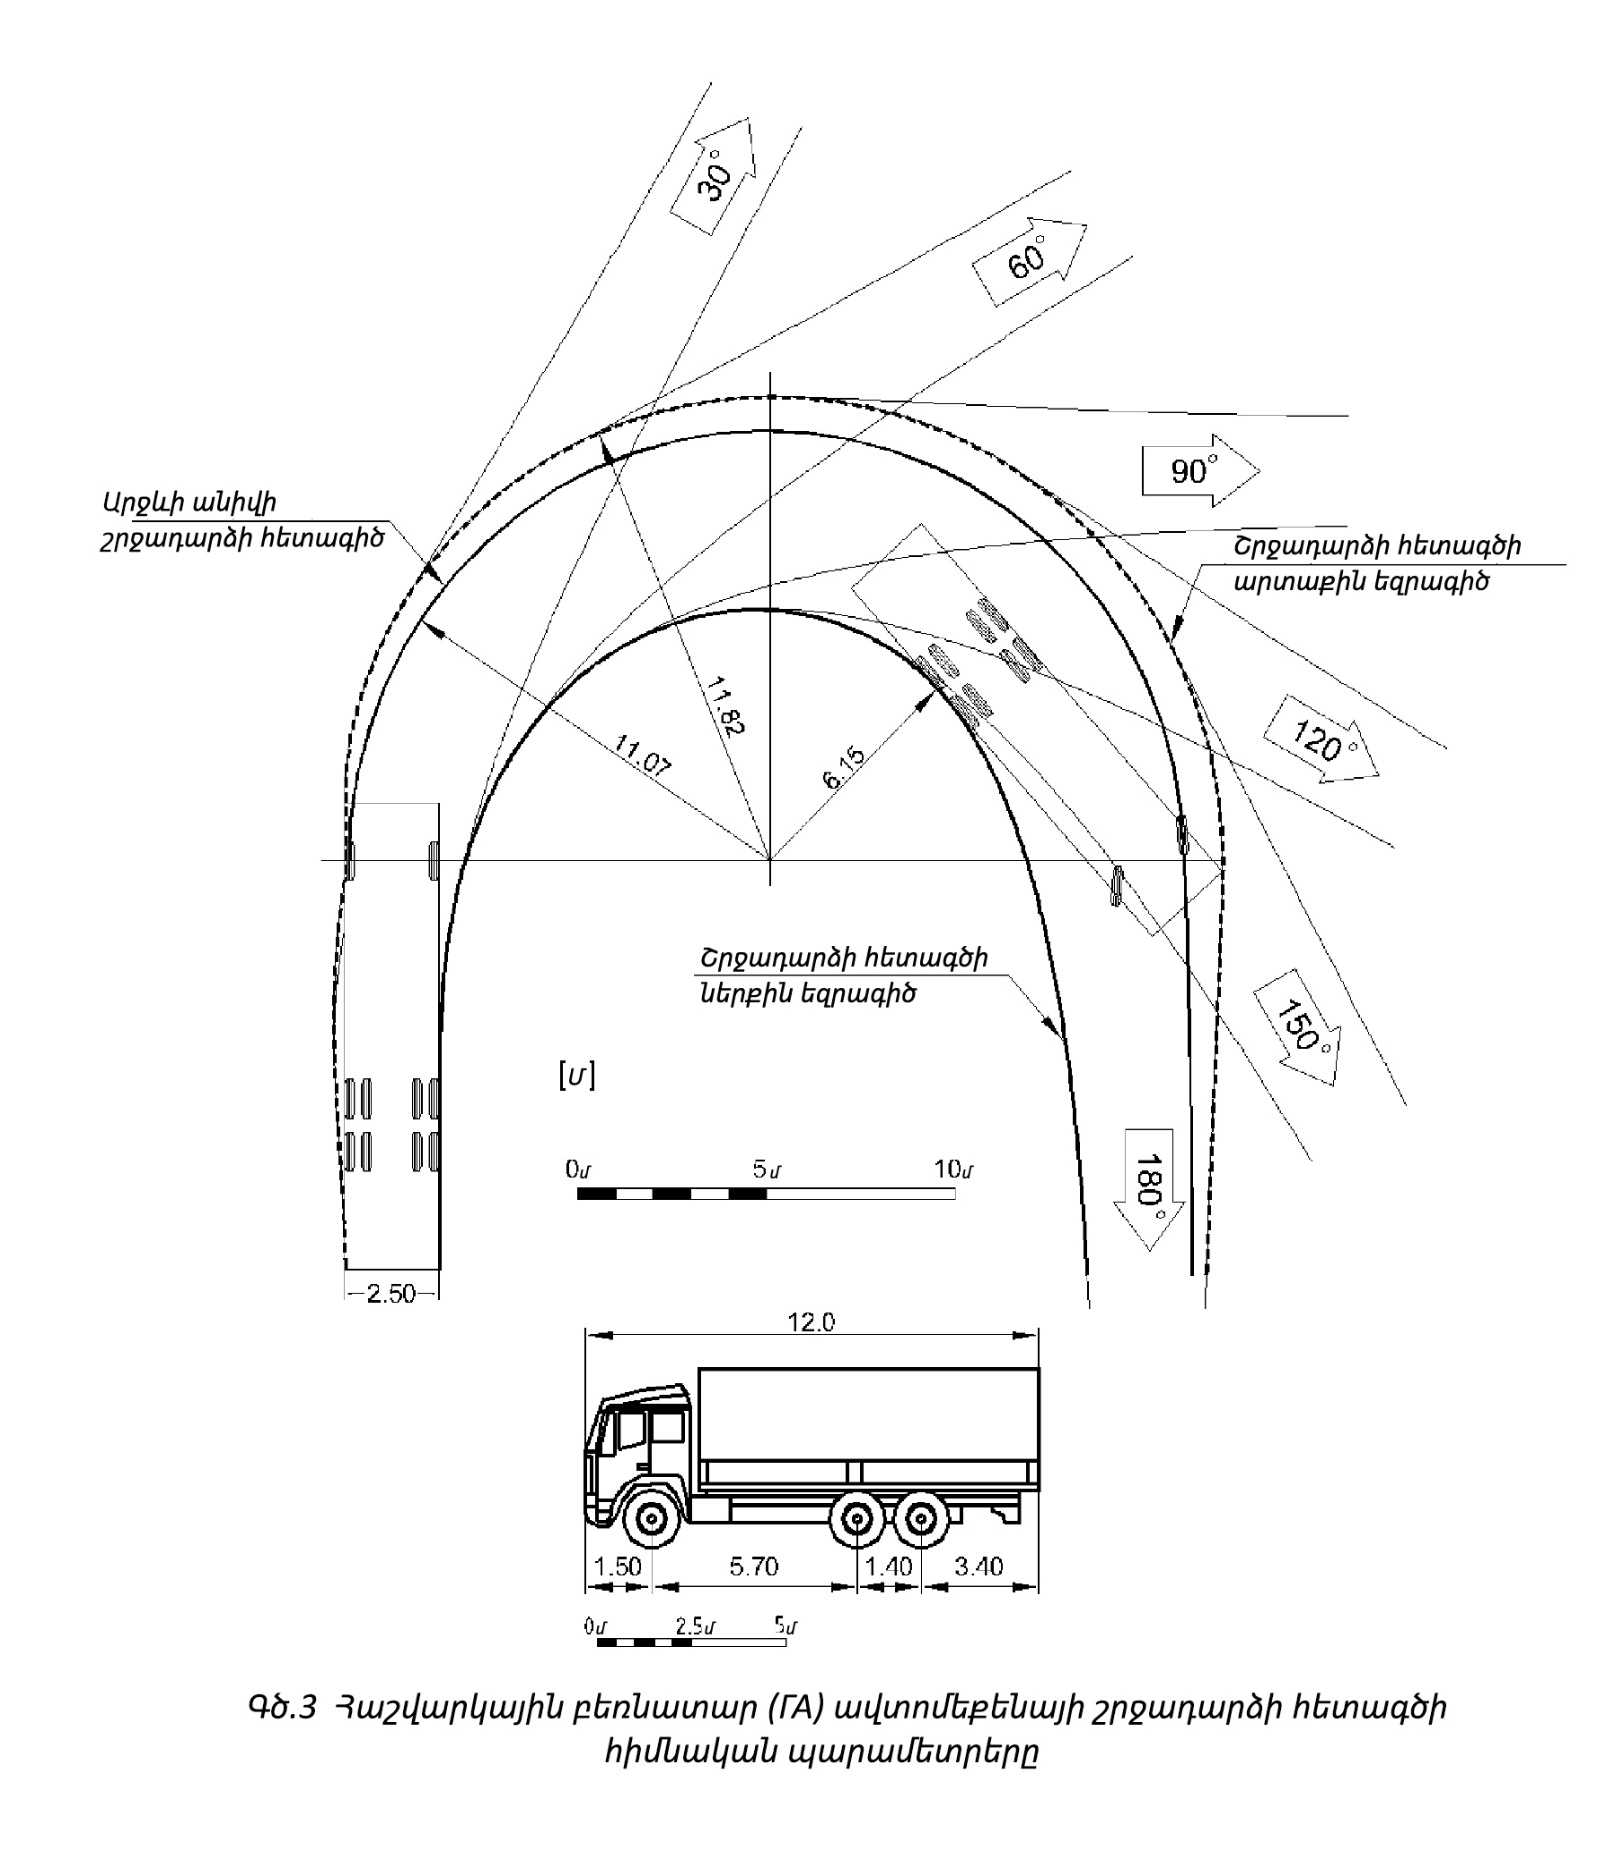 30°
60°
90°
Արջևի անիվի
շրջադարձի հետագիծ
Շրջադարձի հետագծի
արտաքին եզրագիծ
11.82
11.07
6.15
120°
Շրջադարձի հետագծի
ներքին եզրագիծ
150°
[Մ]
180°
0մ 5մ 10մ
2.50
12.0
1.50 5.70 1.40 3.40
0մ 2.5մ 5մ
Գծ.3 Հաշվարկային բեռնատար (ГА) ավտոմեքենայի շրջադարձի հետագծի
հիմնական պարամետրերը